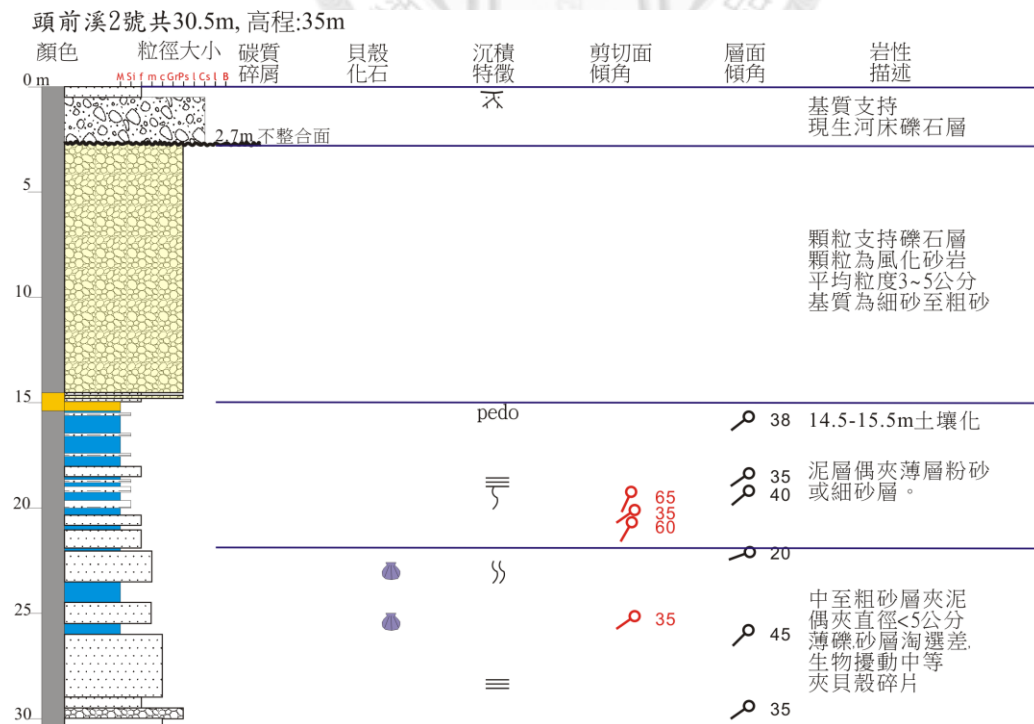 頭前溪2號共30.5m, 高程:35m
顏色 粒徑大小 碳質碎屑 貝殼化石 沉積特徵 剪切面傾角 層面傾角 岩性描述
M Si f m c Gr Ps l Cs l B
0 m
基質支持
現生河床礫石層
2.7m 不整合面
5
顆粒支持礫石層
顆粒為風化砂岩
平均粒度3~5公分
基質為細砂至粗砂
10
15
pedo
38 14.5-15.5m土壤化
35 泥層偶夾薄層粉砂
40 或細砂層。
65
20
35
60
20
中至粗砂層夾泥
25
35
偶夾直徑<5公分
45
薄礫,砂層淘選差,
生物擾動中等
夾貝殼碎片
30
35